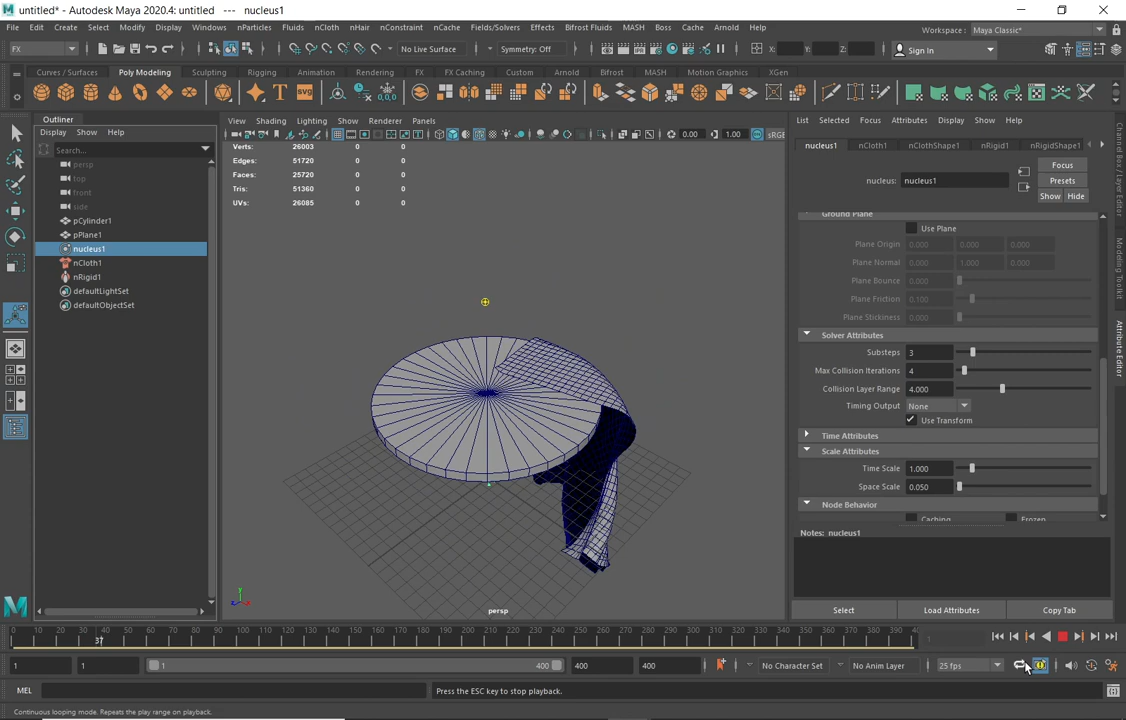 untitled* - Autodesk Maya 2020.4: untitled --- nucleus1
File Edit Create Select Modify Display Windows nParticles Fluids nCloth nHair nConstraint nCache Fields/Solvers Effects Bifrost Fluids MASH Boss Cache Arnold Help Workspace : Maya Classic*
FX No Live Surface Symmetry: Off X: Y: Z: Sign In
Curves / Surfaces Poly Modeling Sculpting Rigging Animation Rendering FX FX Caching Custom Arnold Bifrost MASH Motion Graphics XGen
Outliner
Display Show Help
Search...
persp
top
front
side
pCylinder1
pPlane1
nucleus1
nCloth1
nRigid1
defaultLightSet
defaultObjectSet
View Shading Lighting Show Renderer Panels
0.00 1.00 sRGB
Verts: 26003 0 0
Edges: 51720 0 0
Faces: 25720 0 0
Tris: 51360 0 0
UVs: 26085 0 0
persp
List Selected Focus Attributes Display Show Help
nucleus1 nCloth1 nClothShape1 nRigid1 nRigidShape1
nucleus: nucleus1
Focus
Presets
Show Hide
Ground Plane
Use Plane
Plane Origin 0.000 0.000 0.000
Plane Normal 0.000 1.000 0.000
Plane Bounce 0.000
Plane Friction 0.100
Plane Stickiness 0.000
Solver Attributes
Substeps 3
Max Collision Iterations 4
Collision Layer Range 4.000
Timing Output None
Use Transform
Time Attributes
Scale Attributes
Time Scale 1.000
Space Scale 0.050
Node Behavior
Caching Frozen
Notes: nucleus1
Select Load Attributes Copy Tab
Channel Box / Layer Editor
Modeling Toolkit
Attribute Editor
0 10 20 30 40 50 60 70 80 90 100 110 120 130 140 150 160 170 180 190 200 210 220 230 240 250 260 270 280 290 300 310 320 330 340 350 360 370 380 390
37
1 1 1 400 400 400 No Character Set No Anim Layer 25 fps
MEL Press the ESC key to stop playback.
Continuous looping mode. Repeats the play range on playback.